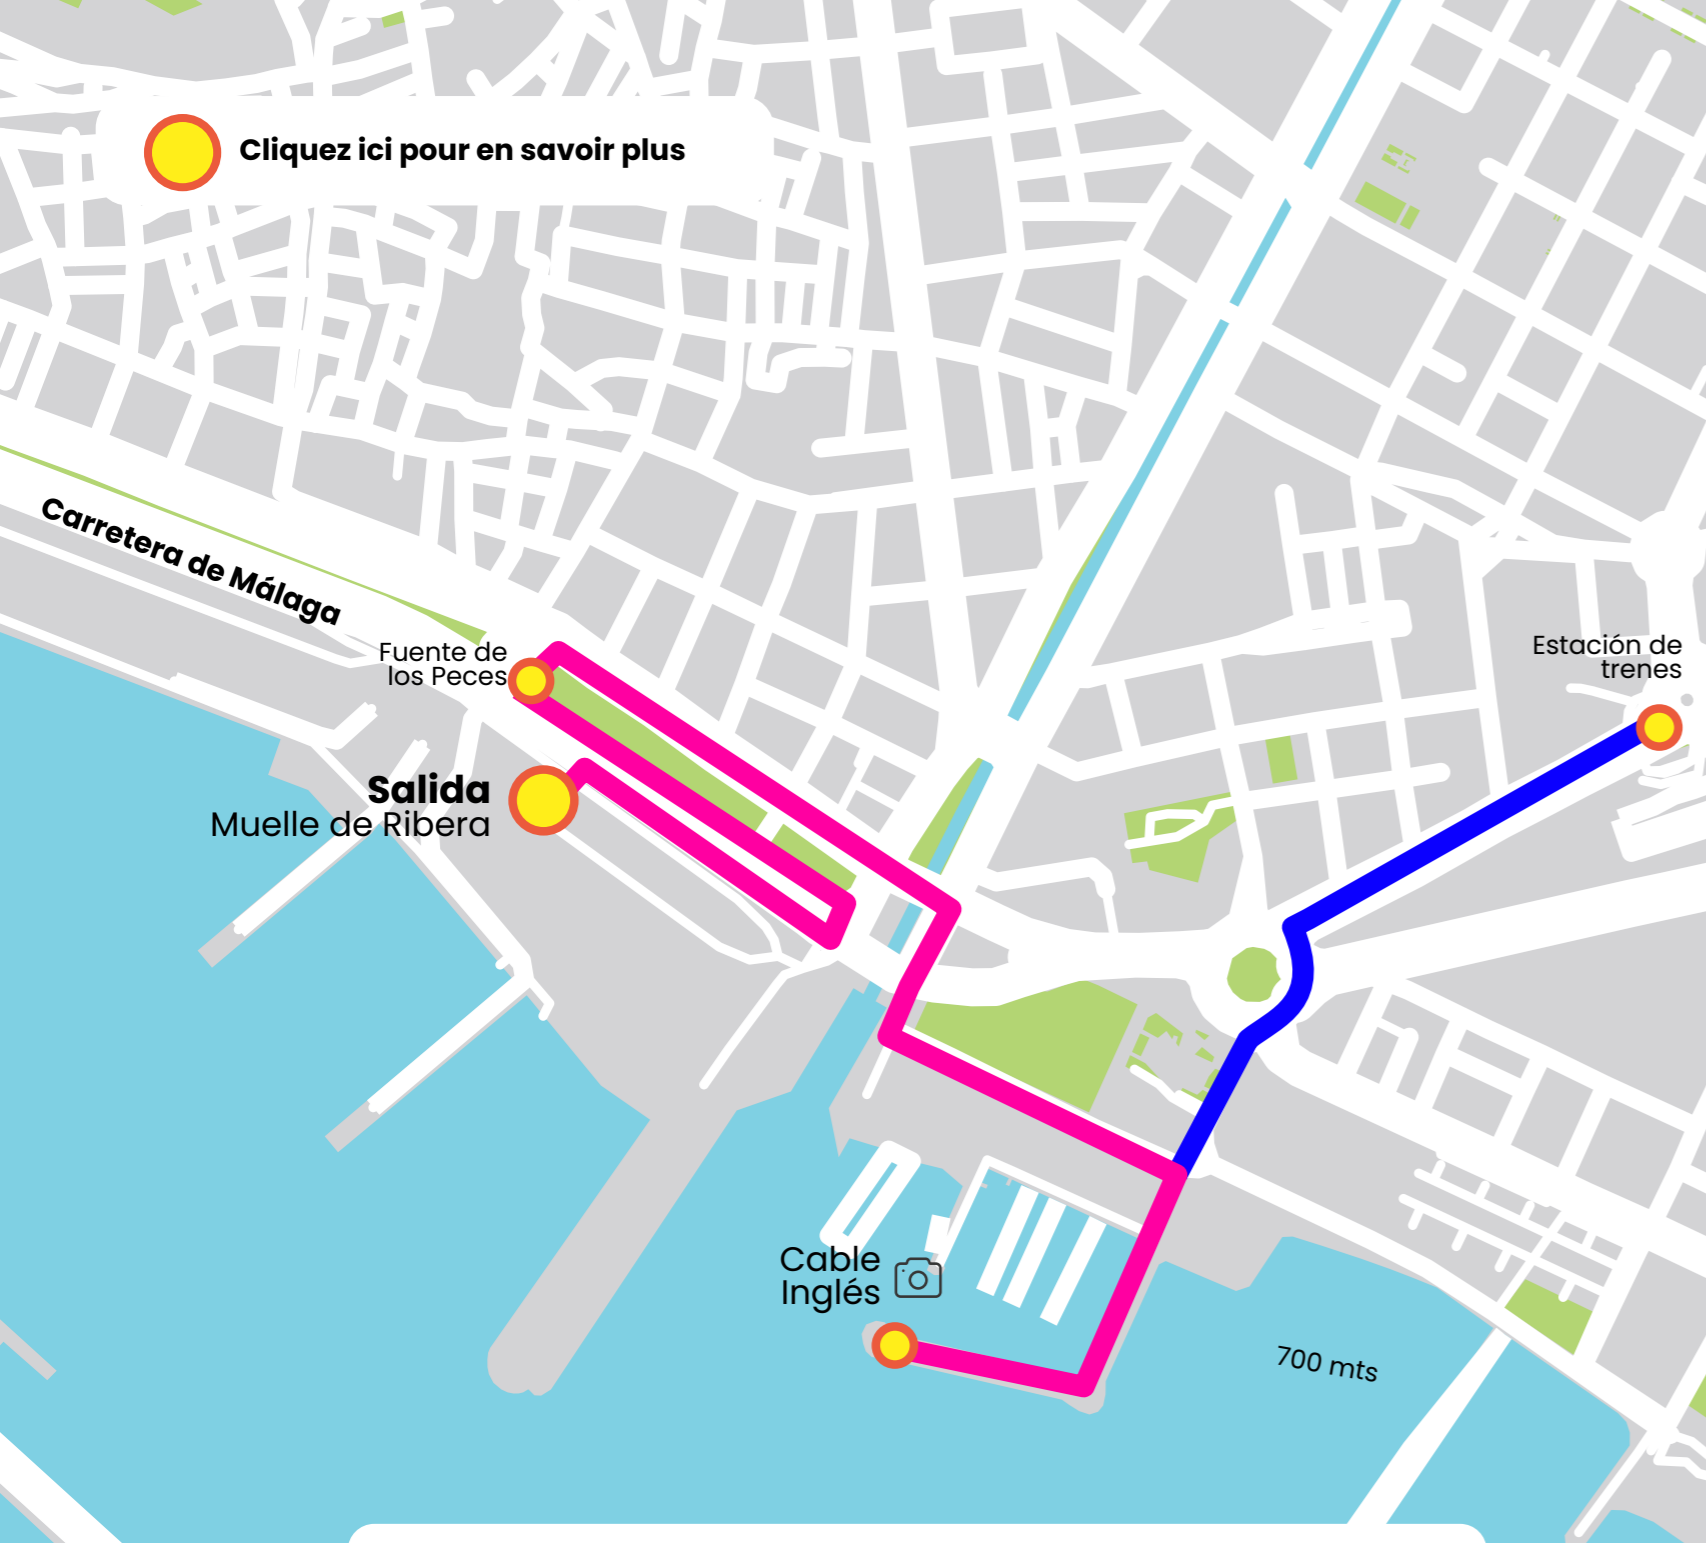 Cliquez ici pour en savoir plus
Carretera de Málaga
Fuente de
los Peces
Estación de
trenes
Salida
Muelle de Ribera
Cable
Inglés
700 mts